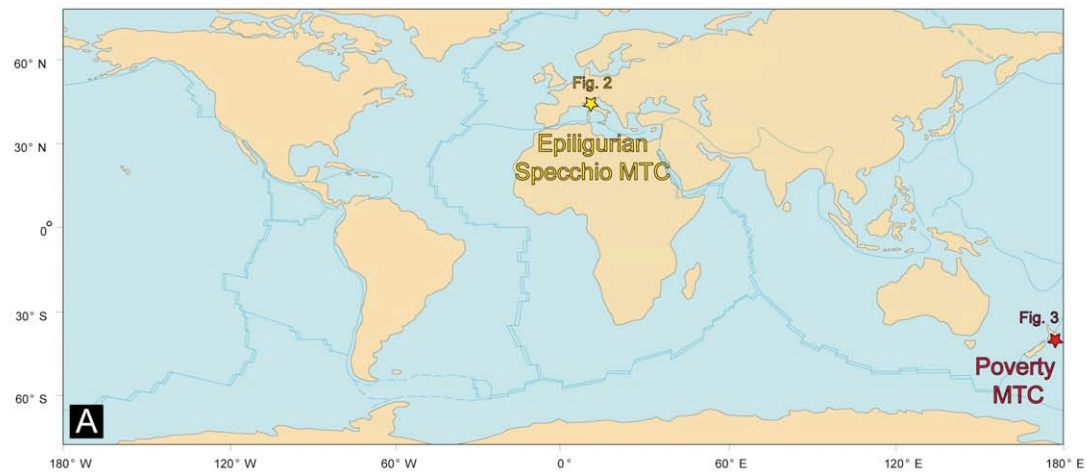 60° N
30° N
0°
30° S
60° S
Fig. 2
Epiligurian
Specchio MTC
Fig. 3
Poverty
MTC
A
180° W
120° W
60° W
0°
60° E
120° E
180° E